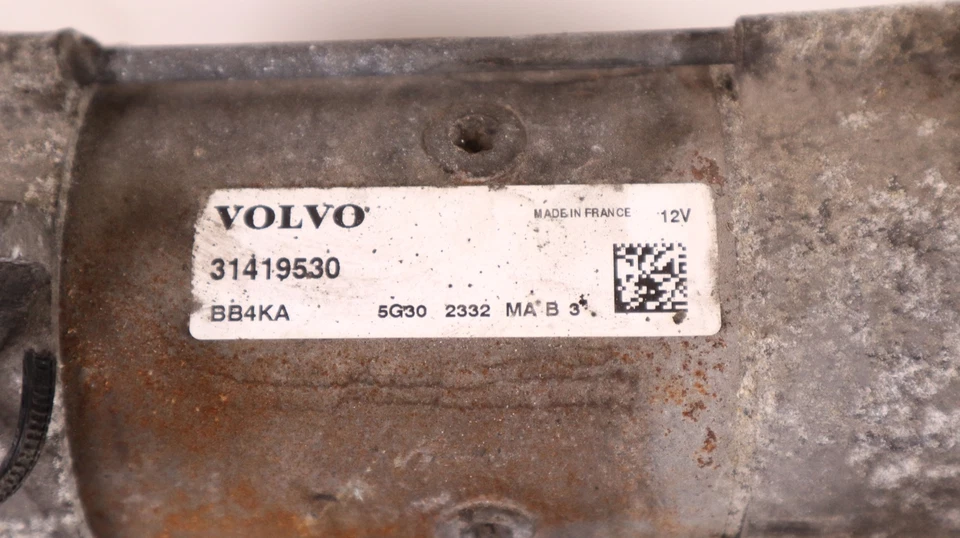 VOLVO MADE IN FRANCE 12V
31419530
BB4KA 5G30 2332 MA B 3